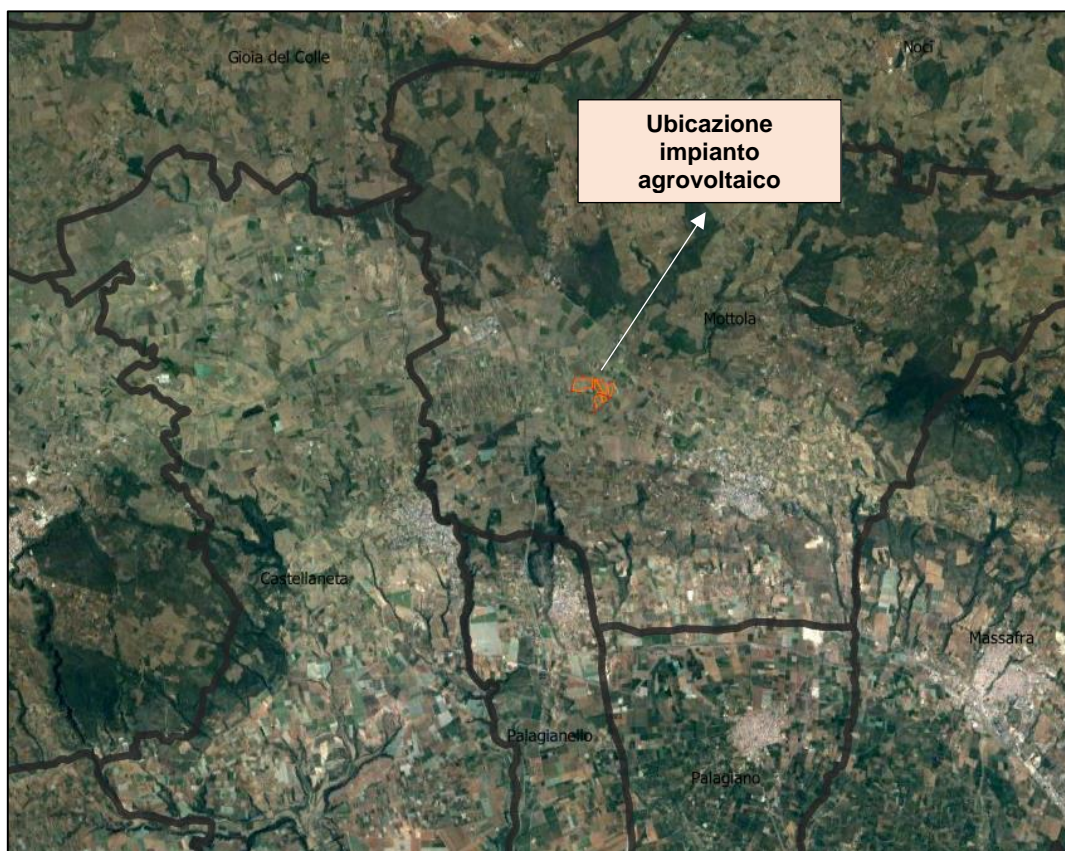 Gioia del Colle
Noci
Ubicazione
impianto
agrovoltaico
Mottola
Castellaneta
Massafra
Palagianello
Palagiano